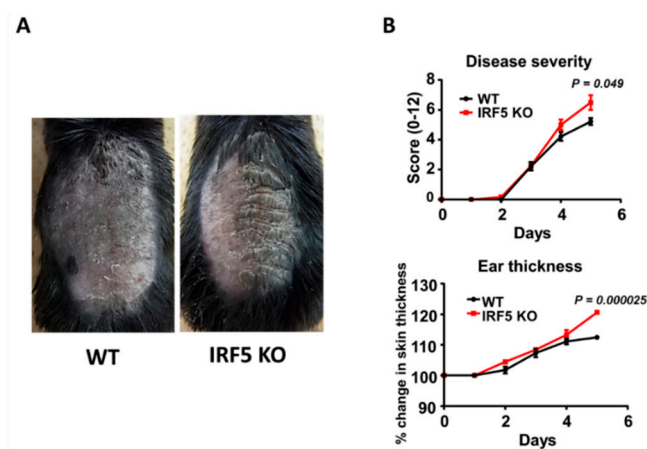 A
WT
IRF5 KO
B
Disease severity
P = 0.049
WT
IRF5 KO
Score (0-12)
8
6
4
2
0
0
2
4
6
Days
Ear thickness
P = 0.000025
WT
IRF5 KO
% change in skin thickness
130
120
110
100
90
0
2
4
6
Days